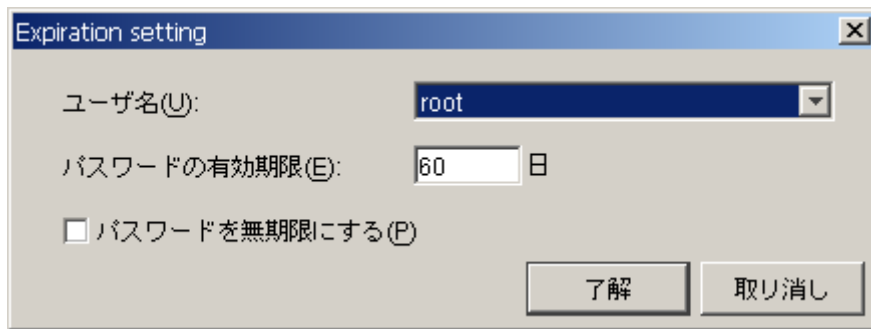 Expiration setting
ユーザ名(U): root
パスワードの有効期限(E): 60 日
パスワードを無期限にする(P)
了解 取り消し